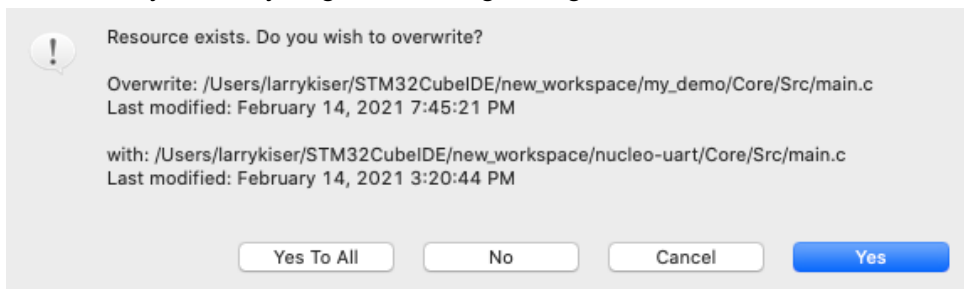 Resource exists. Do you wish to overwrite?
Overwrite: /Users/larrykiser/STM32CubeIDE/new_workspace/my_demo/Core/Src/main.c
Last modified: February 14, 2021 7:45:21 PM
with: /Users/larrykiser/STM32CubeIDE/new_workspace/nucleo-uart/Core/Src/main.c
Last modified: February 14, 2021 3:20:44 PM
Yes To All No Cancel Yes